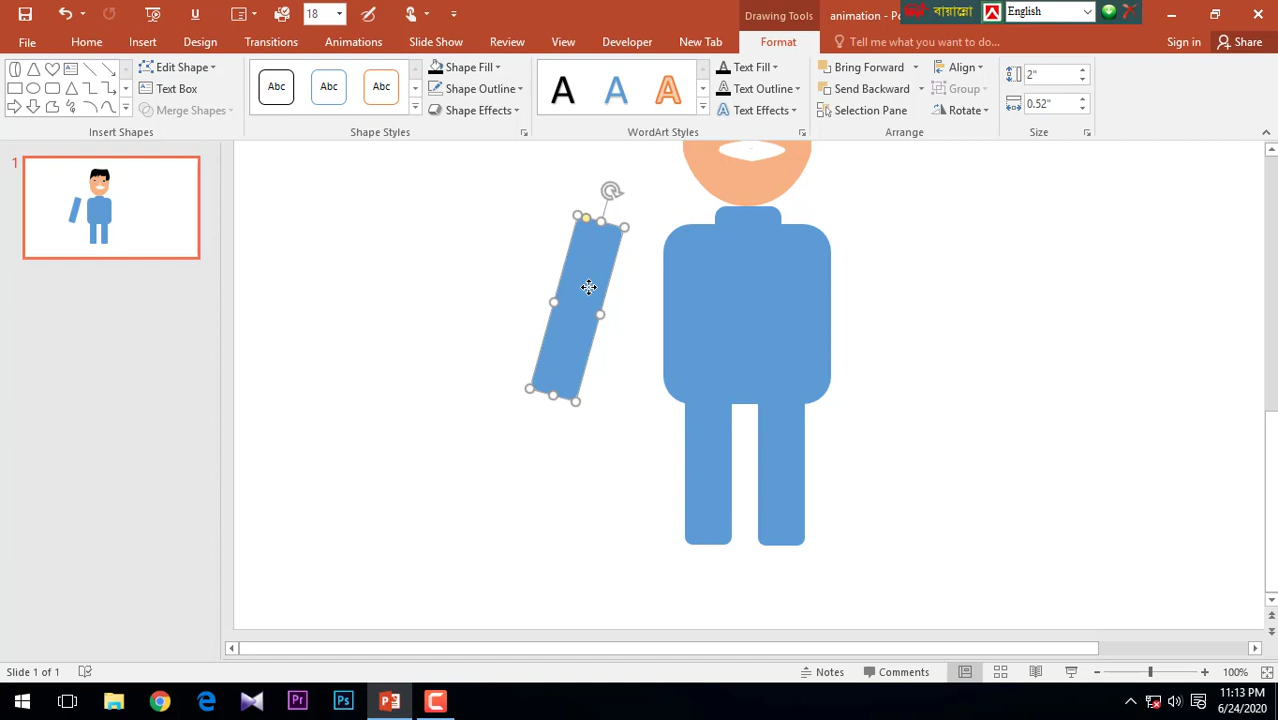 18
Drawing Tools
animation - Po
বায়ান্নো
English
File
Home
Insert
Design
Transitions
Animations
Slide Show
Review
View
Developer
New Tab
Format
Tell me what you want to do...
Sign in
Share
Edit Shape
Text Box
Merge Shapes
Insert Shapes
Abc
Abc
Abc
Shape Fill
Shape Outline
Shape Effects
Shape Styles
A
A
A
Text Fill
Text Outline
Text Effects
WordArt Styles
Bring Forward
Send Backward
Selection Pane
Align
Group
Rotate
Arrange
2"
0.52"
Size
1
Slide 1 of 1
Notes
Comments
100%
Pr
Ps
11:13 PM
6/24/2020